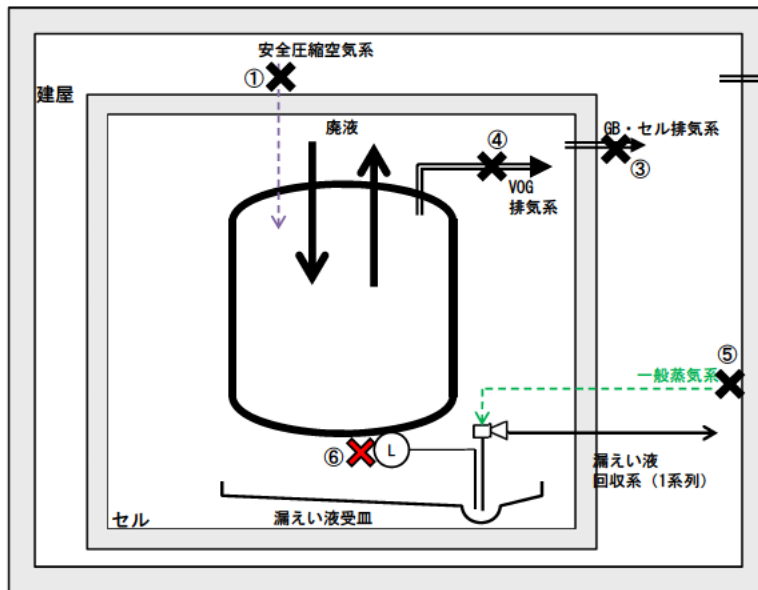 安全圧縮空気系
①
建屋
廃液
④
GB・セル排気系
③
VOG
排気系
⑤
一般蒸気系
⑥
L
漏えい液
回収系（1系列）
漏えい液受皿
セル